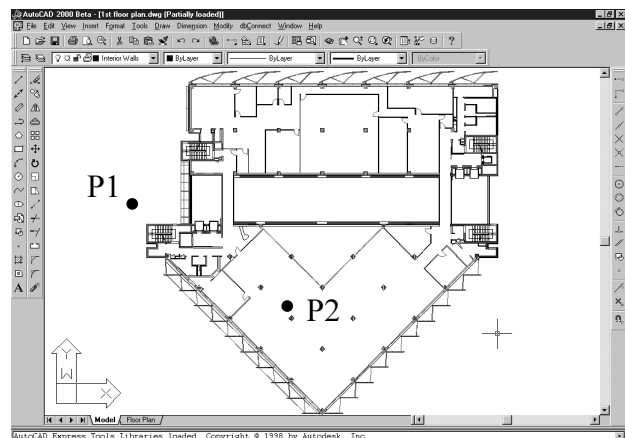 AutoCAD 2000 Beta - [1st floor plan.dwg (Partially loaded)]
File Edit View Insert Format Tools Draw Dimension Modify dbConnect Window Help
Interior Walls ByLayer ByLayer ByLayer ByColor
P1
P2
Y
W
X
Model Floor Plan
AutoCAD Express Tools Libraries loaded. Copyright © 1998 by Autodesk, Inc.